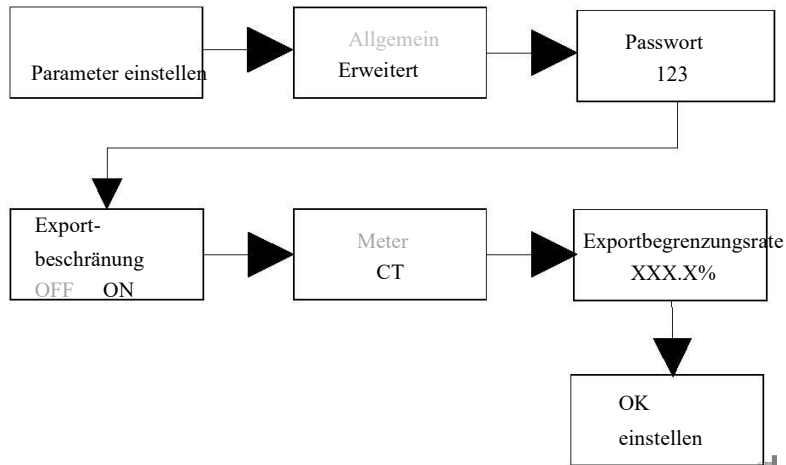 Parameter einstellen
Allgemein
Erweitert
Passwort
123
Export-
beschränung
OFF ON
Meter
CT
Exportbegrenzungsrate
XXX.X%
OK
einstellen